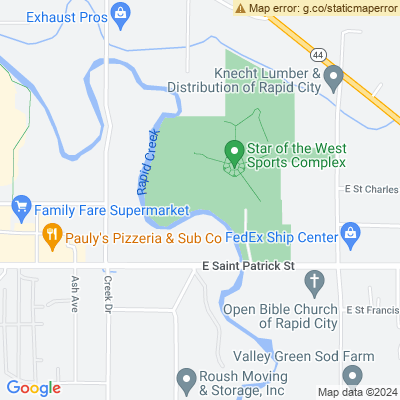 Map error: g.co/staticmaperror
Exhaust Pros
44
Knecht Lumber &
Distribution of Rapid City
Rapid Creek
Star of the West
Sports Complex
E St Charles
Family Fare Supermarket
Pauly's Pizzeria & Sub Co
FedEx Ship Center
E Saint Patrick St
Ash Ave
Creek Dr
Open Bible Church
of Rapid City
E St Francis
Valley Green Sod Farm
Roush Moving
& Storage, Inc
Google
Map data ©2024